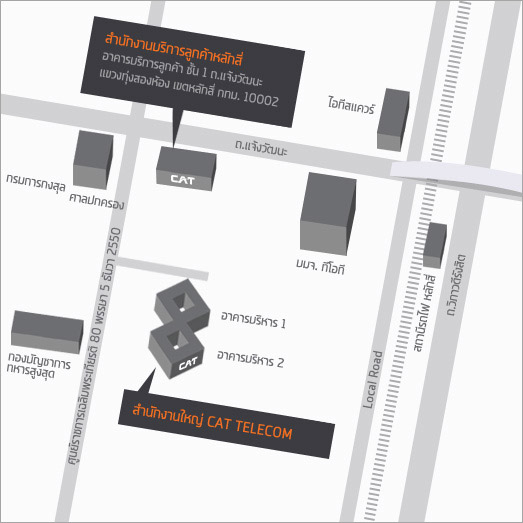 สำนักงานบริการลูกค้าหลักสี่
อาคารบริการลูกค้า ชั้น 1 ถ.แจ้งวัฒนะ
แขวงทุ่งสองห้อง เขตหลักสี่ กทม. 10002
ไอทีสแควร์
ถ.แจ้งวัฒนะ
CAT
กรมการกงสุล
ศาลปกครอง
บมจ. ทีโอที
สถานีรถไฟ หลักสี่
ถ.วิภาวดีรังสิต
ศูนย์ราชการเฉลิมพระเกียรติ 80 พรรษา 5 ธันวา 2550
อาคารบริหาร 1
อาคารบริหาร 2
CAT
กองบัญชาการ
ทหารสูงสุด
Local Road
สำนักงานใหญ่ CAT TELECOM